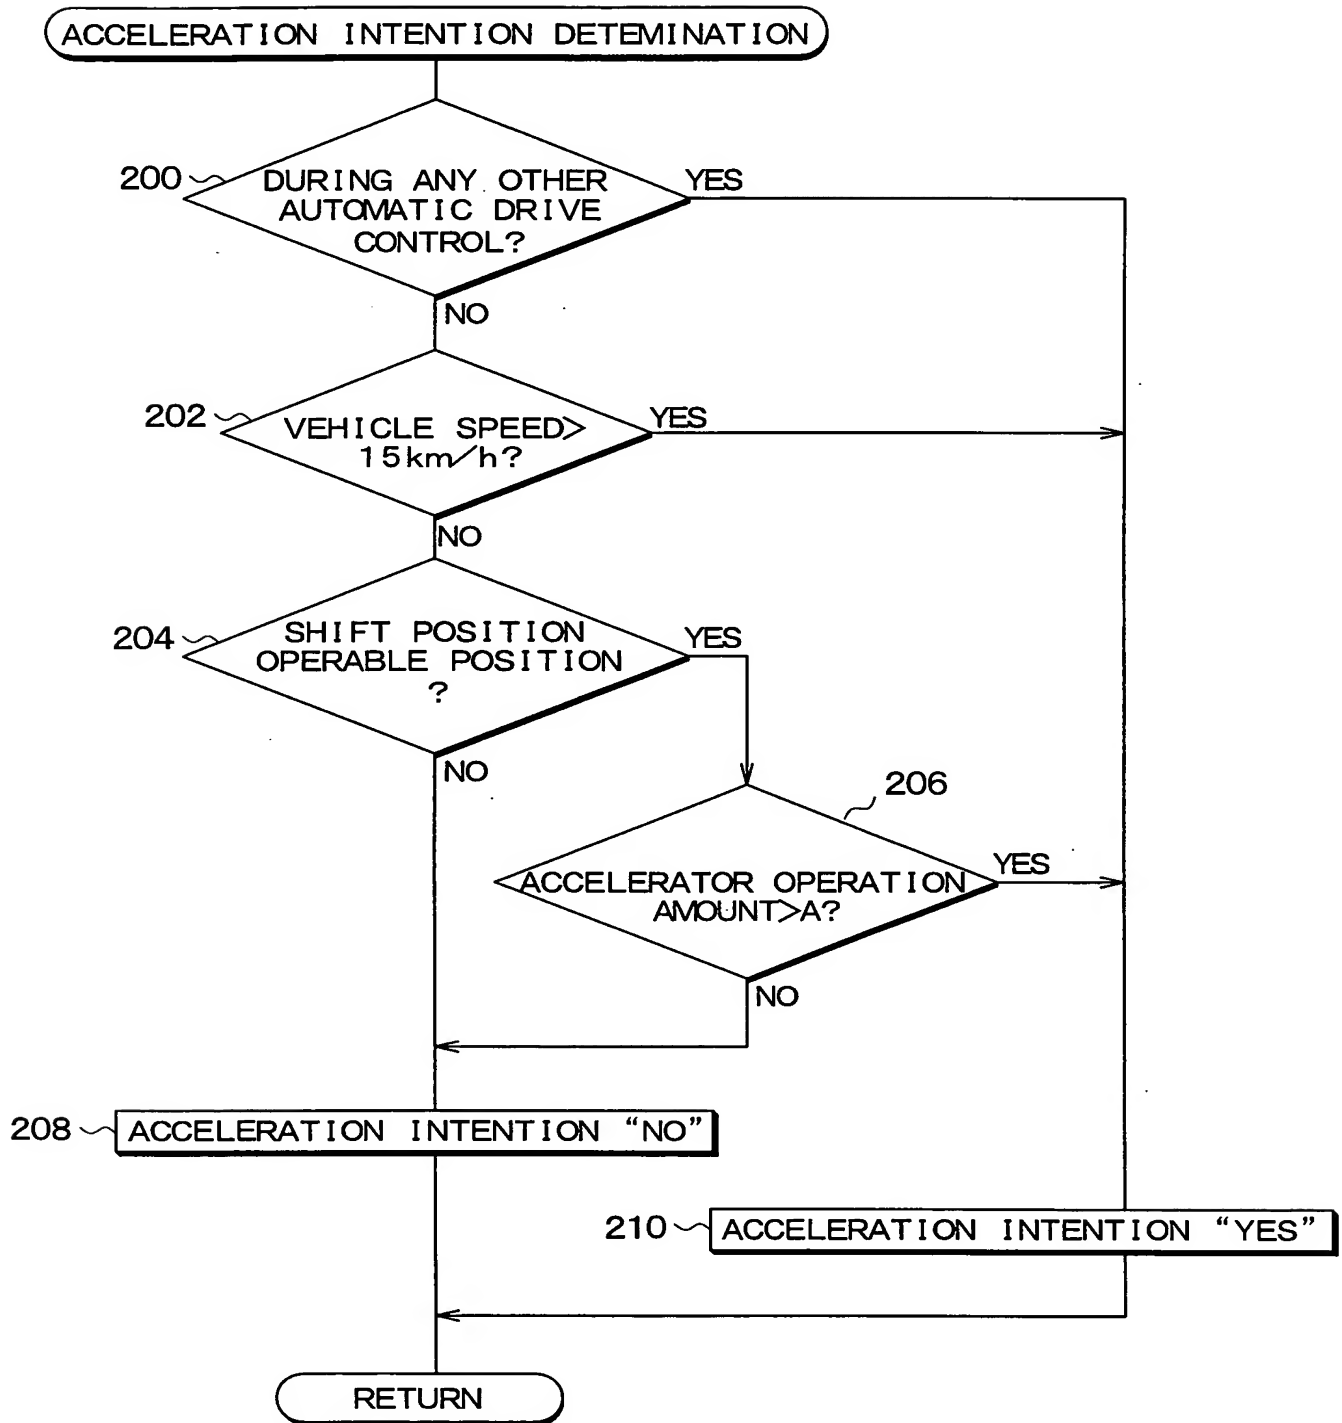 ACCELERATION INTENTION DETEMINATION
200
DURING ANY OTHER
AUTOMATIC DRIVE
CONTROL?
YES
NO
202
VEHICLE SPEED>
15km/h?
YES
NO
204
SHIFT POSITION
OPERABLE POSITION
?
YES
NO
206
ACCELERATOR OPERATION
AMOUNT>A?
YES
NO
208
ACCELERATION INTENTION “NO”
210
ACCELERATION INTENTION “YES”
RETURN